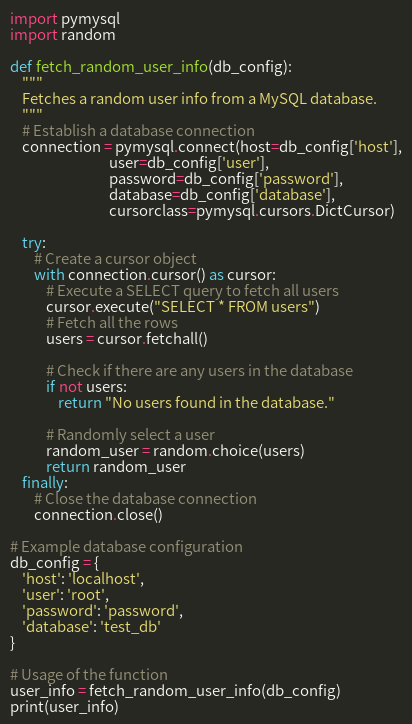 import pymysql
import random

def fetch_random_user_info(db_config):
    """
    Fetches a random user info from a MySQL database.
    """
    # Establish a database connection
    connection = pymysql.connect(host=db_config['host'],
                                 user=db_config['user'],
                                 password=db_config['password'],
                                 database=db_config['database'],
                                 cursorclass=pymysql.cursors.DictCursor)

    try:
        # Create a cursor object
        with connection.cursor() as cursor:
            # Execute a SELECT query to fetch all users
            cursor.execute("SELECT * FROM users")
            # Fetch all the rows
            users = cursor.fetchall()

            # Check if there are any users in the database
            if not users:
                return "No users found in the database."

            # Randomly select a user
            random_user = random.choice(users)
            return random_user
    finally:
        # Close the database connection
        connection.close()

# Example database configuration
db_config = {
    'host': 'localhost',
    'user': 'root',
    'password': 'password',
    'database': 'test_db'
}

# Usage of the function
user_info = fetch_random_user_info(db_config)
print(user_info)